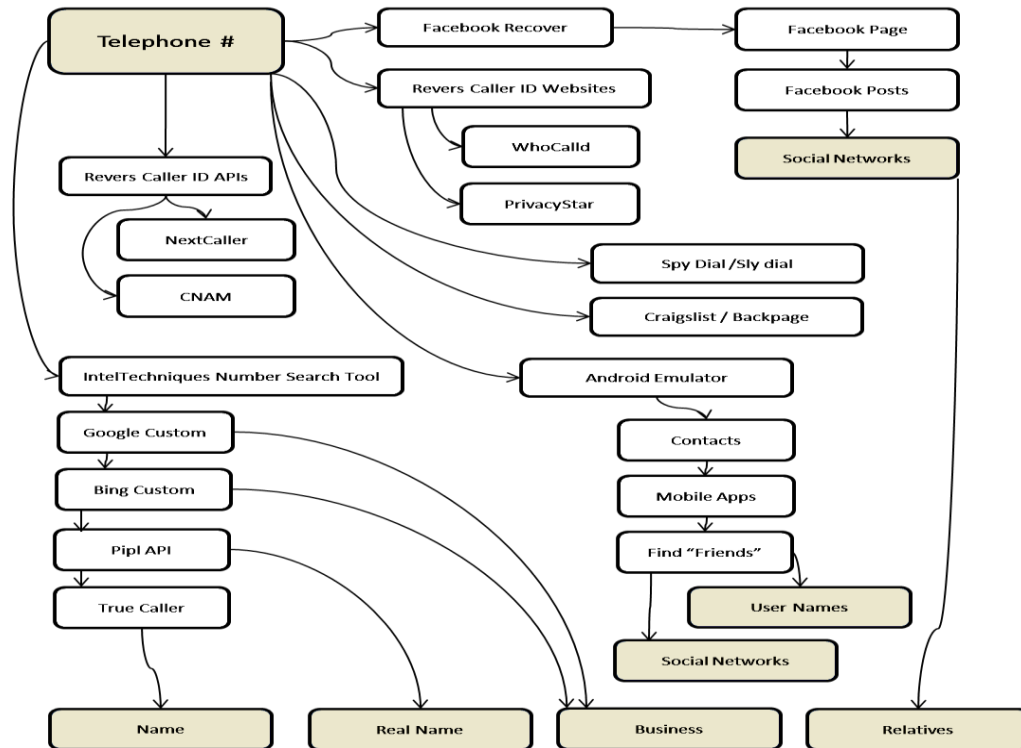 Telephone #
Facebook Recover
Facebook Page
Revers Caller ID Websites
Facebook Posts
WhoCalld
Social Networks
Revers Caller ID APIs
PrivacyStar
NextCaller
Spy Dial /Sly dial
CNAM
Craigslist / Backpage
IntelTechniques Number Search Tool
Android Emulator
Google Custom
Contacts
Bing Custom
Mobile Apps
Pipl API
Find “Friends”
True Caller
User Names
Social Networks
Name
Real Name
Business
Relatives